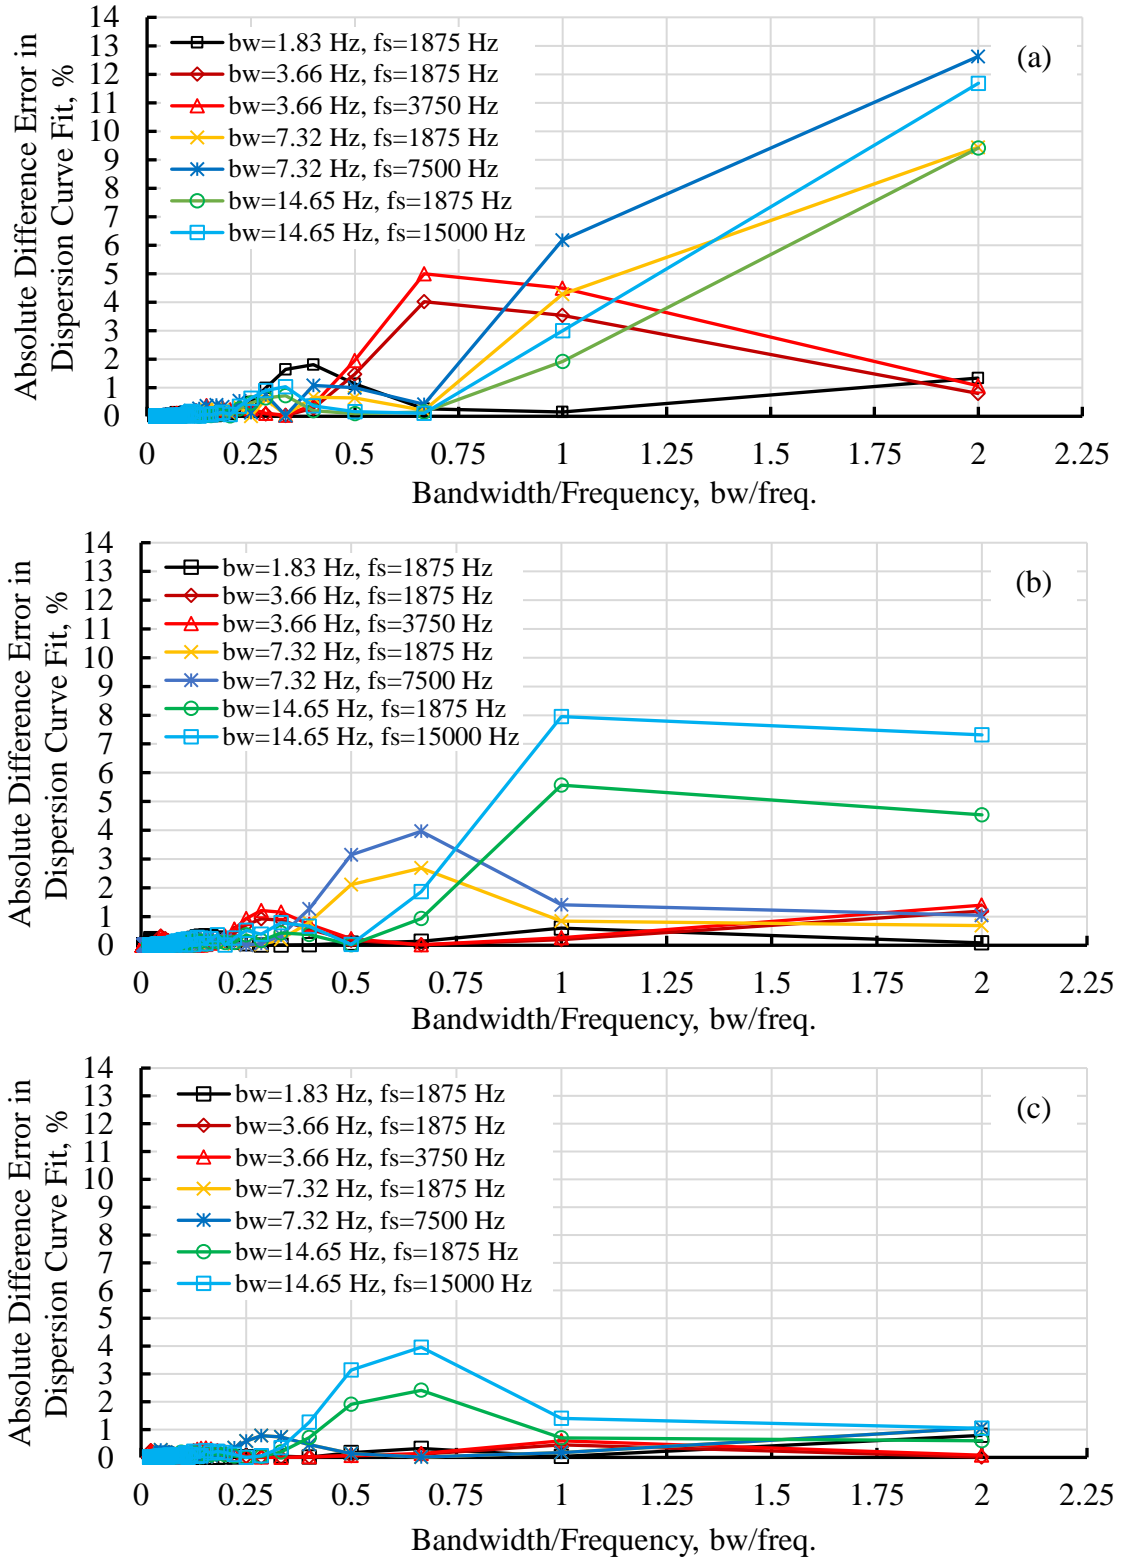 Absolute Difference Error in
Dispersion Curve Fit, %
14
13
12
11
10
9
8
7
6
5
4
3
2
1
0
bw=1.83 Hz, fs=1875 Hz
bw=3.66 Hz, fs=1875 Hz
bw=3.66 Hz, fs=3750 Hz
bw=7.32 Hz, fs=1875 Hz
bw=7.32 Hz, fs=7500 Hz
bw=14.65 Hz, fs=1875 Hz
bw=14.65 Hz, fs=15000 Hz
(a)
0 0.25 0.5 0.75 1 1.25 1.5 1.75 2 2.25
Bandwidth/Frequency, bw/freq.
Absolute Difference Error in
Dispersion Curve Fit, %
14
13
12
11
10
9
8
7
6
5
4
3
2
1
0
bw=1.83 Hz, fs=1875 Hz
bw=3.66 Hz, fs=1875 Hz
bw=3.66 Hz, fs=3750 Hz
bw=7.32 Hz, fs=1875 Hz
bw=7.32 Hz, fs=7500 Hz
bw=14.65 Hz, fs=1875 Hz
bw=14.65 Hz, fs=15000 Hz
(b)
0 0.25 0.5 0.75 1 1.25 1.5 1.75 2 2.25
Bandwidth/Frequency, bw/freq.
Absolute Difference Error in
Dispersion Curve Fit, %
14
13
12
11
10
9
8
7
6
5
4
3
2
1
0
bw=1.83 Hz, fs=1875 Hz
bw=3.66 Hz, fs=1875 Hz
bw=3.66 Hz, fs=3750 Hz
bw=7.32 Hz, fs=1875 Hz
bw=7.32 Hz, fs=7500 Hz
bw=14.65 Hz, fs=1875 Hz
bw=14.65 Hz, fs=15000 Hz
(c)
0 0.25 0.5 0.75 1 1.25 1.5 1.75 2 2.25
Bandwidth/Frequency, bw/freq.